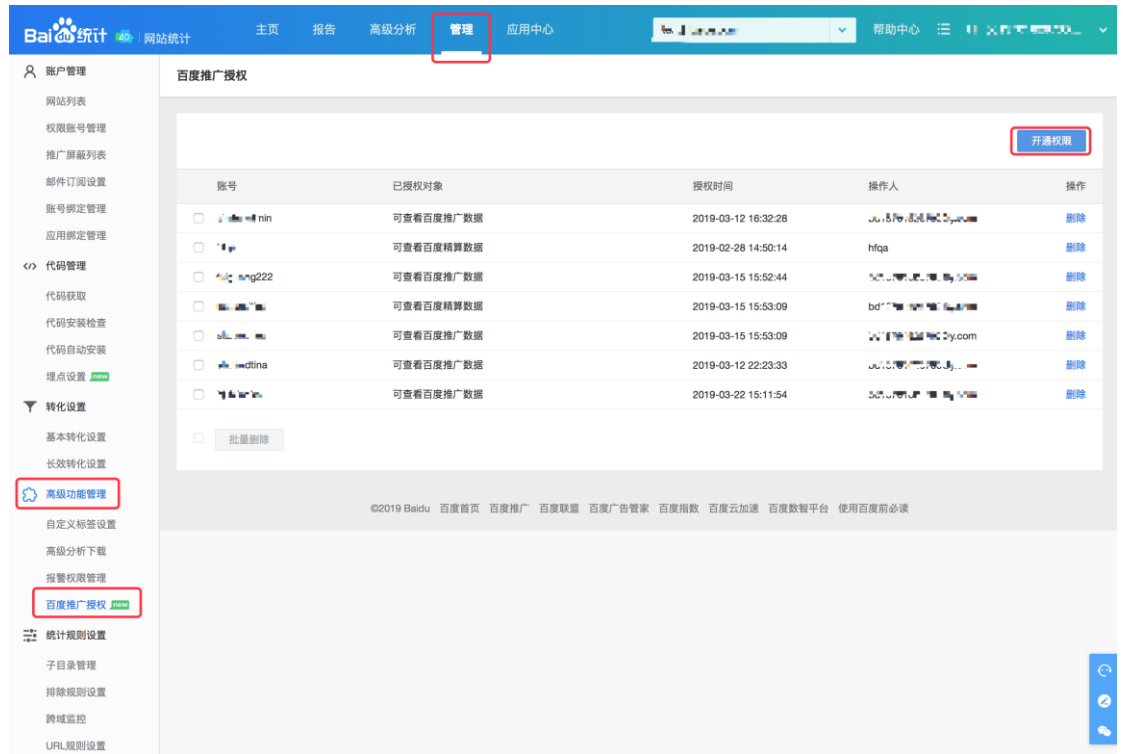 Bai du 统计 4.0 网站统计 主页 报告 高级分析 管理 应用中心 帮助中心
账户管理
网站列表
权限账号管理
推广屏蔽列表
邮件订阅设置
账号绑定管理
应用绑定管理
代码管理
代码获取
代码安装检查
代码自动安装
埋点设置 new
转化设置
基本转化设置
长效转化设置
高级功能管理
自定义标签设置
高级分析下载
报警权限管理
百度推广授权 new
统计规则设置
子目录管理
排除规则设置
跨域监控
URL规则设置
百度推广授权
开通权限
账号 已授权对象 授权时间 操作人 操作
可查看百度推广数据 2019-03-12 16:32:28 删除
可查看百度精算数据 2019-02-28 14:50:14 hfqa 删除
可查看百度推广数据 2019-03-15 15:52:44 删除
可查看百度精算数据 2019-03-15 15:53:09 删除
可查看百度推广数据 2019-03-15 15:53:09 删除
可查看百度推广数据 2019-03-12 22:23:33 删除
可查看百度推广数据 2019-03-22 15:11:54 删除
批量删除
©2019 Baidu 百度首页 百度推广 百度联盟 百度广告管家 百度指数 百度云加速 百度数智平台 使用百度前必读